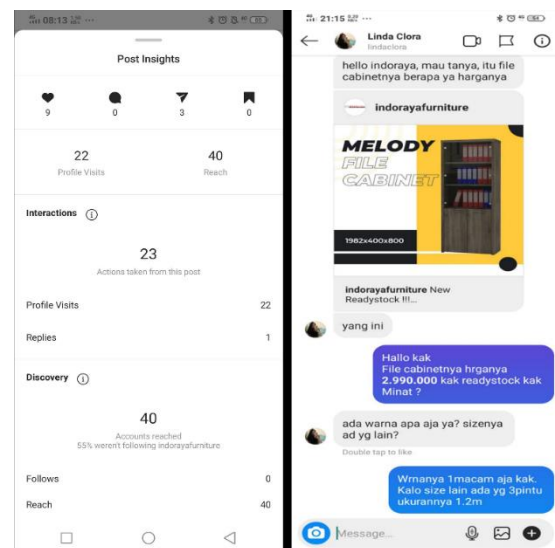 08:13
Post Insights
9
0
3
0
22
40
Profile Visits
Reach
Interactions
23
Actions taken from this post
Profile Visits
22
Replies
1
Discovery
40
Accounts reached
55% weren't following indorayafurniture
Follows
0
Reach
40
21:15
Linda Clora
lindaclora
hello indoraya, mau tanya, itu file
cabinetnya berapa ya harganya
indorayafurniture
MELODY
FILE
CABINET
1982x400x800
indorayafurniture New
Readystock !!!...
yang ini
Hallo kak
File cabinetnya hrganya
2.990.000 kak readystock kak
Minat ?
ada warna apa aja ya? sizenya
ad yg lain?
Double tap to like
Wrnanya 1macam aja kak.
Kalo size lain ada yg 3pintu
ukurannya 1.2m
Message...